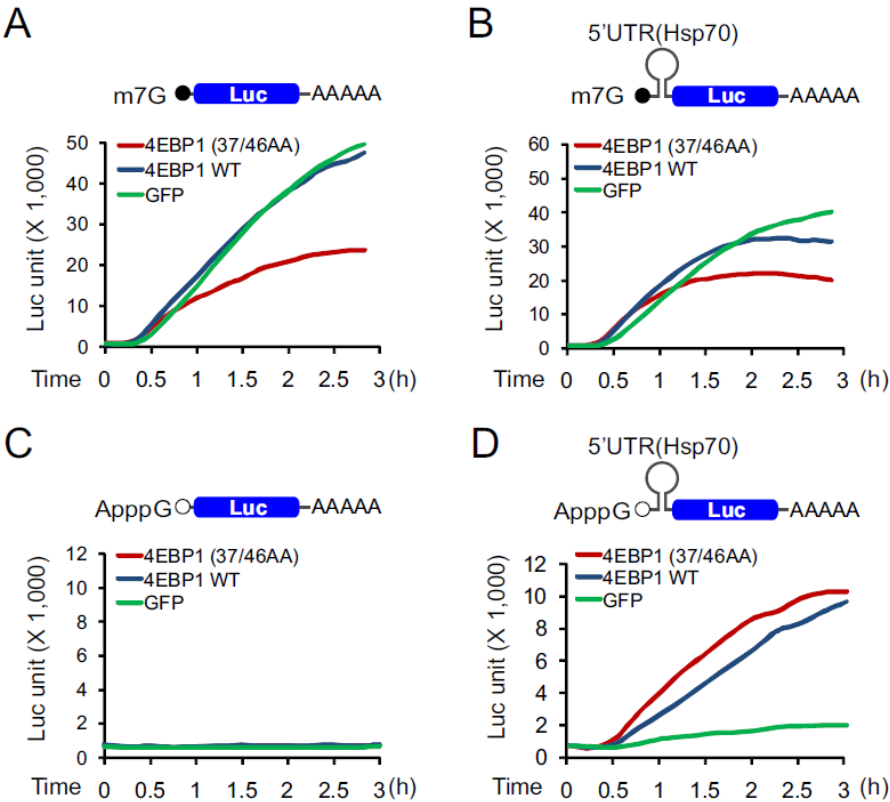 A
m7G Luc AAAAA
Luc unit (X 1,000)
50
40
30
20
10
0
4EBP1 (37/46AA)
4EBP1 WT
GFP
Time 0 0.5 1 1.5 2 2.5 3 (h)
B
5'UTR(Hsp70)
m7G Luc AAAAA
Luc unit (X 1,000)
60
50
40
30
20
10
0
4EBP1 (37/46AA)
4EBP1 WT
GFP
Time 0 0.5 1 1.5 2 2.5 3 (h)
C
ApppG Luc AAAAA
Luc unit (X 1,000)
12
10
8
6
4
2
0
4EBP1 (37/46AA)
4EBP1 WT
GFP
Time 0 0.5 1 1.5 2 2.5 3 (h)
D
5'UTR(Hsp70)
ApppG Luc AAAAA
Luc unit (X 1,000)
12
10
8
6
4
2
0
4EBP1 (37/46AA)
4EBP1 WT
GFP
Time 0 0.5 1 1.5 2 2.5 3 (h)